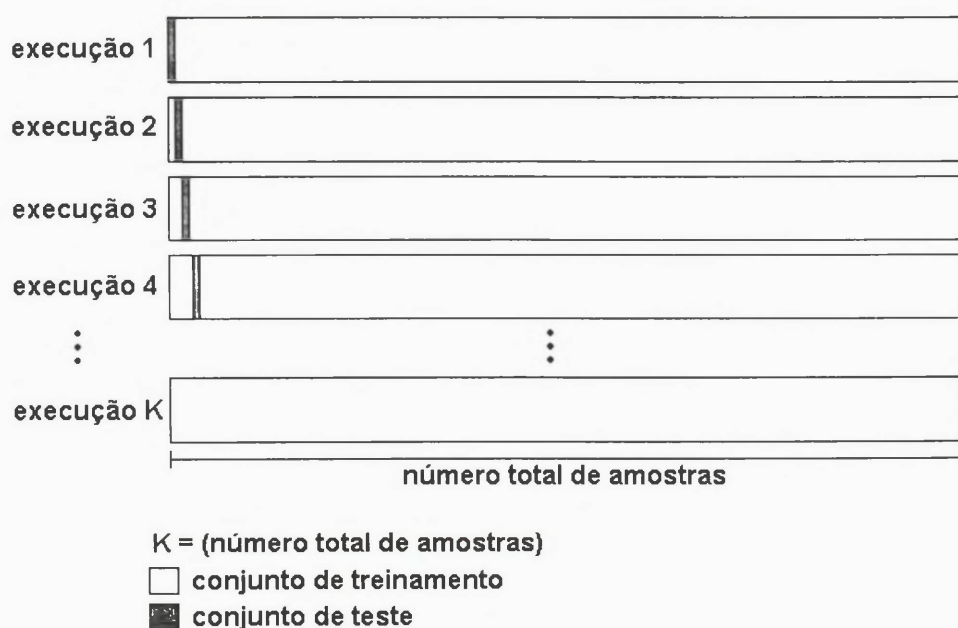 execução 1
execução 2
execução 3
execução 4
execução K
número total de amostras
K = (número total de amostras)
conjunto de treinamento
conjunto de teste